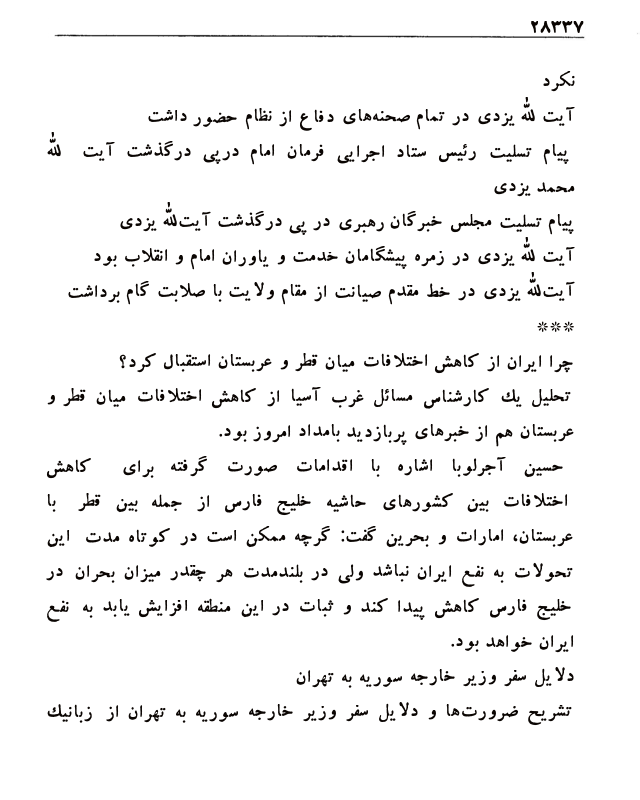 ۲۸۳۳۷
نکرد
آیت الله یزدی در تمام صحنه‌های دفاع از نظام حضور داشت
پیام تسلیت رئیس ستاد اجرایی فرمان امام درپی درگذشت آیت الله
محمد یزدی
پیام تسلیت مجلس خبرگان رهبری در پی درگذشت آیت‌الله یزدی
آیت الله یزدی در زمره پیشگامان خدمت و یاوران امام و انقلاب بود
آیت‌الله یزدی در خط مقدم صیانت از مقام ولایت با صلابت گام برداشت
***
چرا ایران از کاهش اختلافات میان قطر و عربستان استقبال کرد؟
تحلیل یك کارشناس مسائل غرب آسیا از کاهش اختلافات میان قطر و
عربستان هم از خبرهای پربازدید بامداد امروز بود.
حسین آجرلوبا اشاره با اقدامات صورت گرفته برای کاهش
اختلافات بین کشورهای حاشیه خلیج فارس از جمله بین قطر با
عربستان، امارات و بحرین گفت: گرچه ممکن است در کوتاه مدت این
تحولات به نفع ایران نباشد ولی در بلندمدت هر چقدر میزان بحران در
خلیج فارس کاهش پیدا کند و ثبات در این منطقه افزایش یابد به نفع
ایران خواهد بود.
دلایل سفر وزیر خارجه سوریه به تهران
تشریح ضرورت‌ها و دلایل سفر وزیر خارجه سوریه به تهران از زبانیك